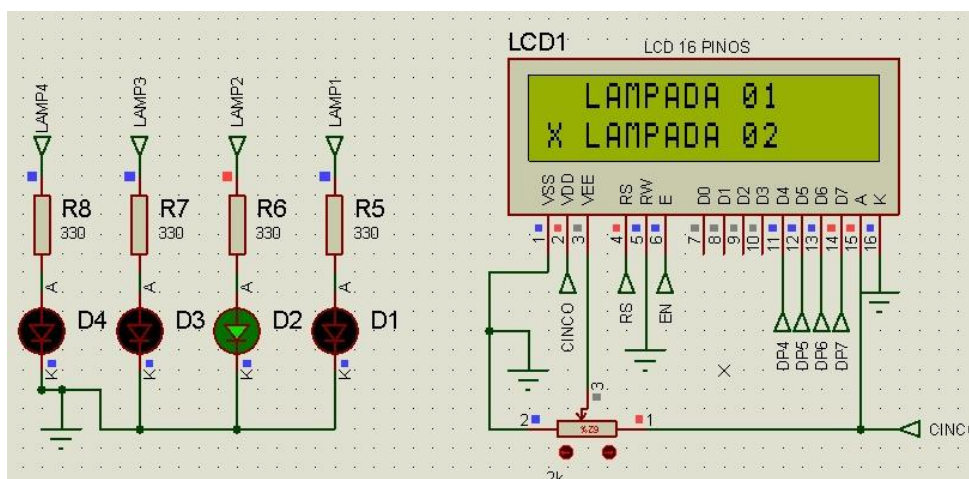 LCD1
LCD 16 PINOS
LAMPADA 01
X LAMPADA 02
LAMP4
LAMP3
LAMP2
LAMP1
R8
330
R7
330
R6
330
R5
330
A
A
A
A
D4
D3
D2
D1
K
K
K
K
VSS
VDD
VEE
RS
RW
E
D0
D1
D2
D3
D4
D5
D6
D7
A
K
1
2
3
4
5
6
7
8
9
10
11
12
13
14
15
16
CINCO
RS
EN
DP4
DP5
DP6
DP7
3
2
1
CINCO
2k